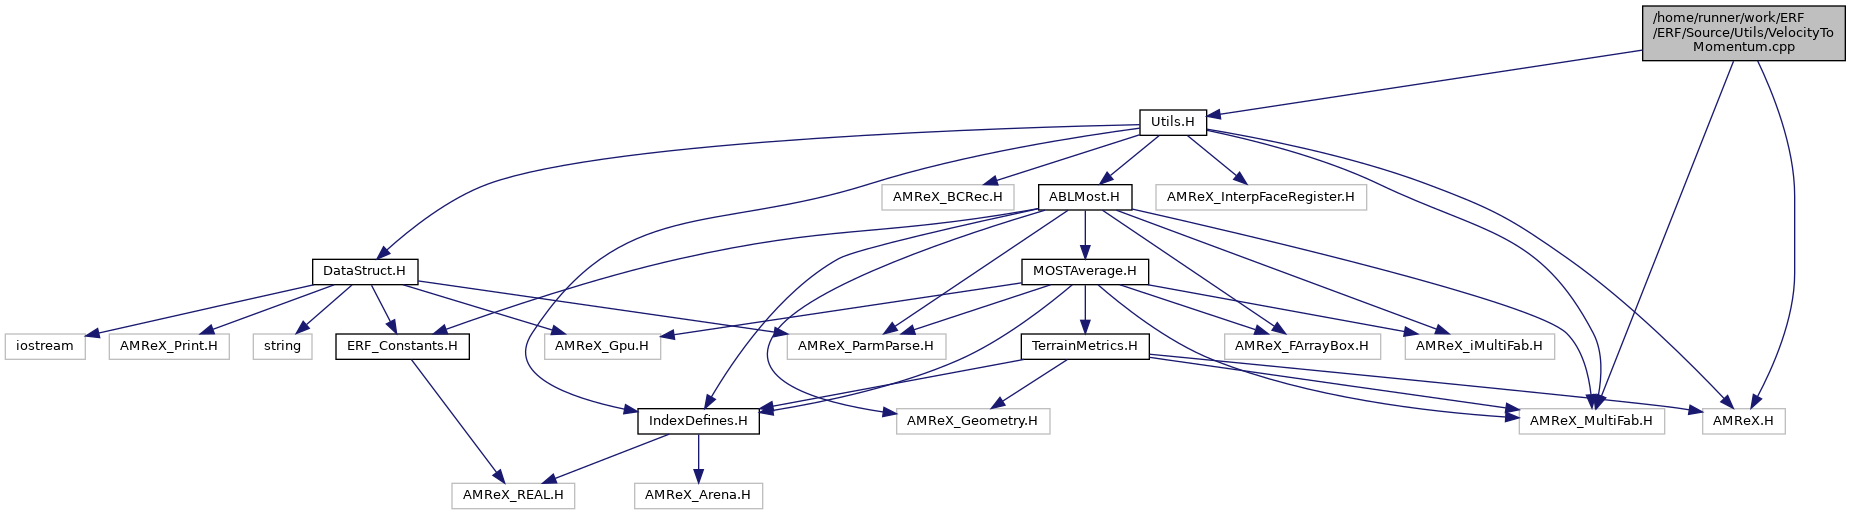 /home/runner/work/ERF
/ERF/Source/Utils/VelocityTo
Momentum.cpp
Utils.H
AMReX_BCRec.H
ABLMost.H
AMReX_InterpFaceRegister.H
DataStruct.H
MOSTAverage.H
iostream
AMReX_Print.H
string
ERF_Constants.H
AMReX_Gpu.H
AMReX_ParmParse.H
TerrainMetrics.H
AMReX_FArrayBox.H
AMReX_iMultiFab.H
IndexDefines.H
AMReX_Geometry.H
AMReX_MultiFab.H
AMReX.H
AMReX_REAL.H
AMReX_Arena.H